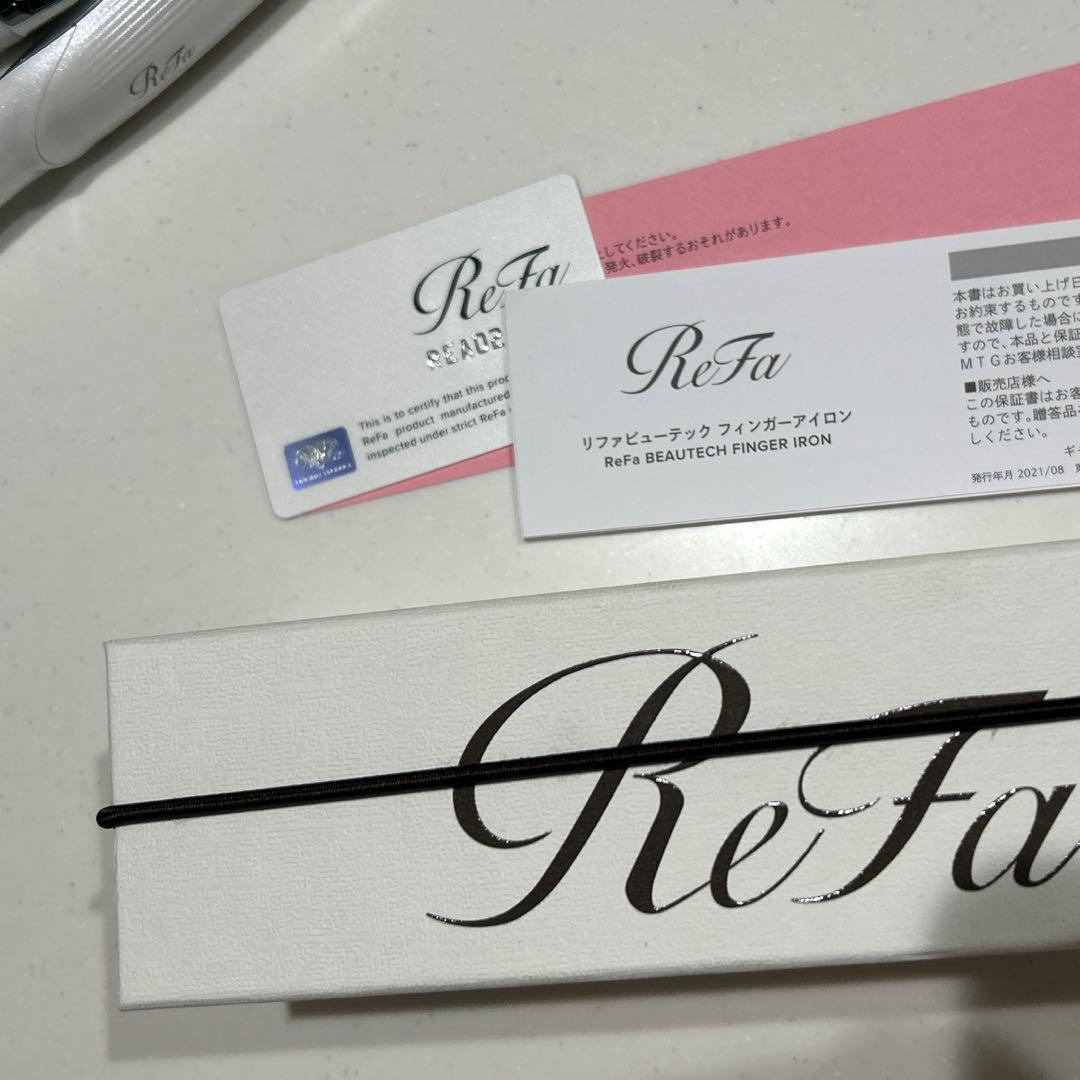 ReFa
してください。
発火、破裂するおそれがあります。
ReFa
This is to certify that this
ReFa product manufactured
inspected under strict ReFa
ReFa
リファビューテック フィンガーアイロン
ReFa BEAUTECH FINGER IRON
本書はお買い上げ日
お約束するものです
態で故障した場合に
すので、本品と保証
MTGお客様相談室
■販売店様へ
この保証書はお客
ものです。贈答品
しください。
発行年月 2021/08
ReFa